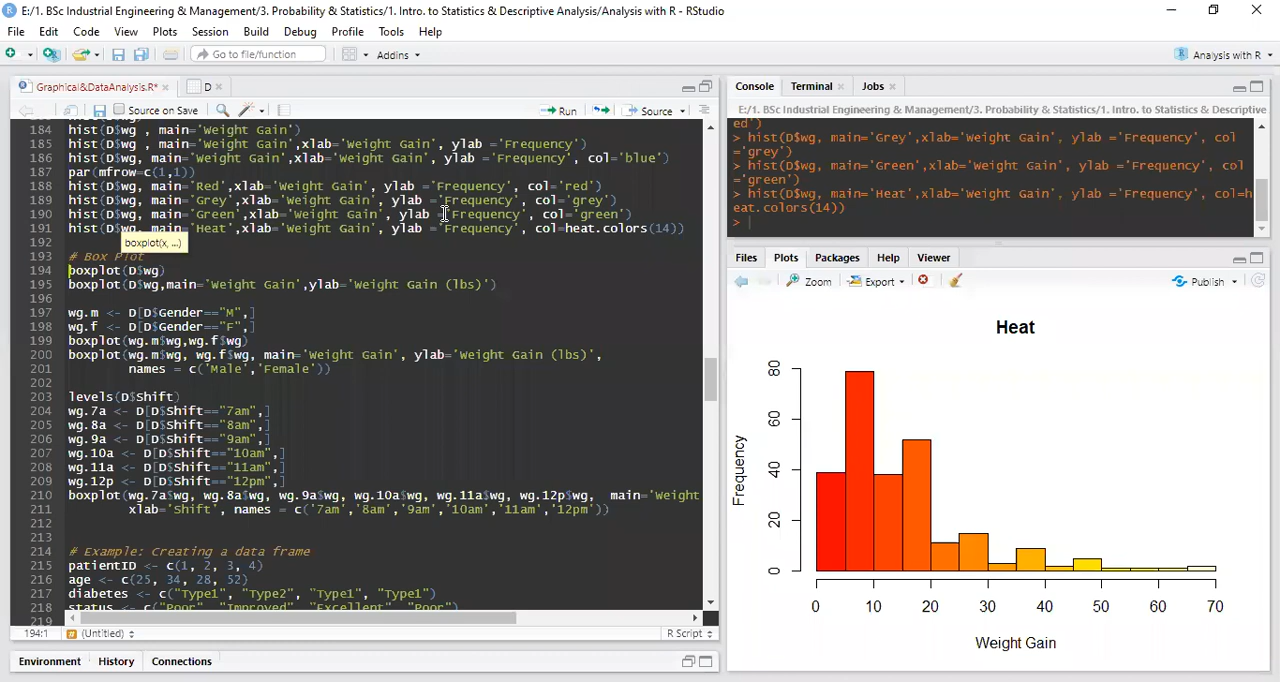 E:/1. BSc Industrial Engineering & Management/3. Probability & Statistics/1. Intro. to Statistics & Descriptive Analysis/Analysis with R - RStudio
File Edit Code View Plots Session Build Debug Profile Tools Help
Go to file/function Addins Analysis with R
Graphical&DataAnalysis.R* D
Source on Save Run Source
184 hist(D$wg , main='Weight Gain')
185 hist(D$wg , main='Weight Gain',xlab='Weight Gain', ylab ='Frequency')
186 hist(D$wg, main='Weight Gain',xlab='Weight Gain', ylab ='Frequency', col='blue')
187 par(mfrow=c(1,1))
188 hist(D$wg, main='Red',xlab='Weight Gain', ylab ='Frequency', col='red')
189 hist(D$wg, main='Grey',xlab='Weight Gain', ylab ='Frequency', col='grey')
190 hist(D$wg, main='Green',xlab='Weight Gain', ylab ='Frequency', col='green')
191 hist(D$wg, main='Heat',xlab='Weight Gain', ylab ='Frequency', col=heat.colors(14))
192 boxplot(x, ...)
193 # Box Plot
194 boxplot(D$wg)
195 boxplot(D$wg,main='Weight Gain',ylab='Weight Gain (lbs)')
196
197 wg.m <- D[D$Gender=="M",]
198 wg.f <- D[D$Gender=="F",]
199 boxplot(wg.m$wg,wg.f$wg)
200 boxplot(wg.m$wg, wg.f$wg, main='Weight Gain', ylab='Weight Gain (lbs)',
201 names = c('Male','Female'))
202
203 levels(D$Shift)
204 wg.7a <- D[D$Shift=="7am",]
205 wg.8a <- D[D$Shift=="8am",]
206 wg.9a <- D[D$Shift=="9am",]
207 wg.10a <- D[D$Shift=="10am",]
208 wg.11a <- D[D$Shift=="11am",]
209 wg.12p <- D[D$Shift=="12pm",]
210 boxplot(wg.7a$wg, wg.8a$wg, wg.9a$wg, wg.10a$wg, wg.11a$wg, wg.12p$wg, main='Weight
211 xlab='Shift', names = c('7am','8am','9am','10am','11am','12pm'))
212
213
214 # Example: Creating a data frame
215 patientID <- c(1, 2, 3, 4)
216 age <- c(25, 34, 28, 52)
217 diabetes <- c("Type1", "Type2", "Type1", "Type1")
218 status <- c("Poor", "Improved", "Excellent", "Poor")
219
194:1 (Untitled) R Script
Environment History Connections
Console Terminal Jobs
E:/1. BSc Industrial Engineering & Management/3. Probability & Statistics/1. Intro. to Statistics & Descriptive
ed')
> hist(D$wg, main='Grey',xlab='Weight Gain', ylab ='Frequency', col
='grey')
> hist(D$wg, main='Green',xlab='Weight Gain', ylab ='Frequency', col
='green')
> hist(D$wg, main='Heat',xlab='Weight Gain', ylab ='Frequency', col=h
eat.colors(14))
>
Files Plots Packages Help Viewer
Zoom Export Publish
Heat
Frequency
80
60
40
20
0
0 10 20 30 40 50 60 70
Weight Gain